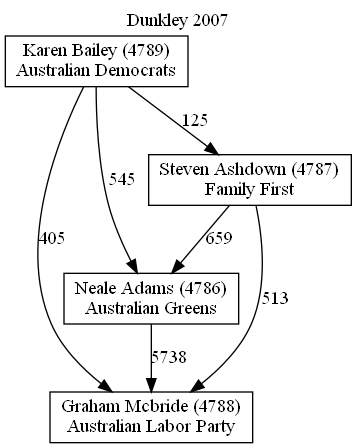 Dunkley 2007
Karen Bailey (4789)
Australian Democrats
125
Steven Ashdown (4787)
Family First
545
405
659
513
Neale Adams (4786)
Australian Greens
5738
Graham Mcbride (4788)
Australian Labor Party